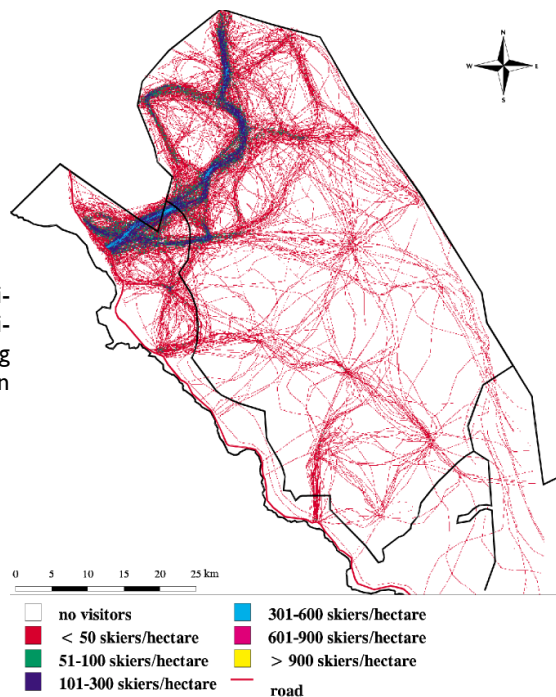 N
W E
S
i-
i-
g
n
0 5 10 15 20 25 km
no visitors
< 50 skiers/hectare
51-100 skiers/hectare
101-300 skiers/hectare
301-600 skiers/hectare
601-900 skiers/hectare
> 900 skiers/hectare
road